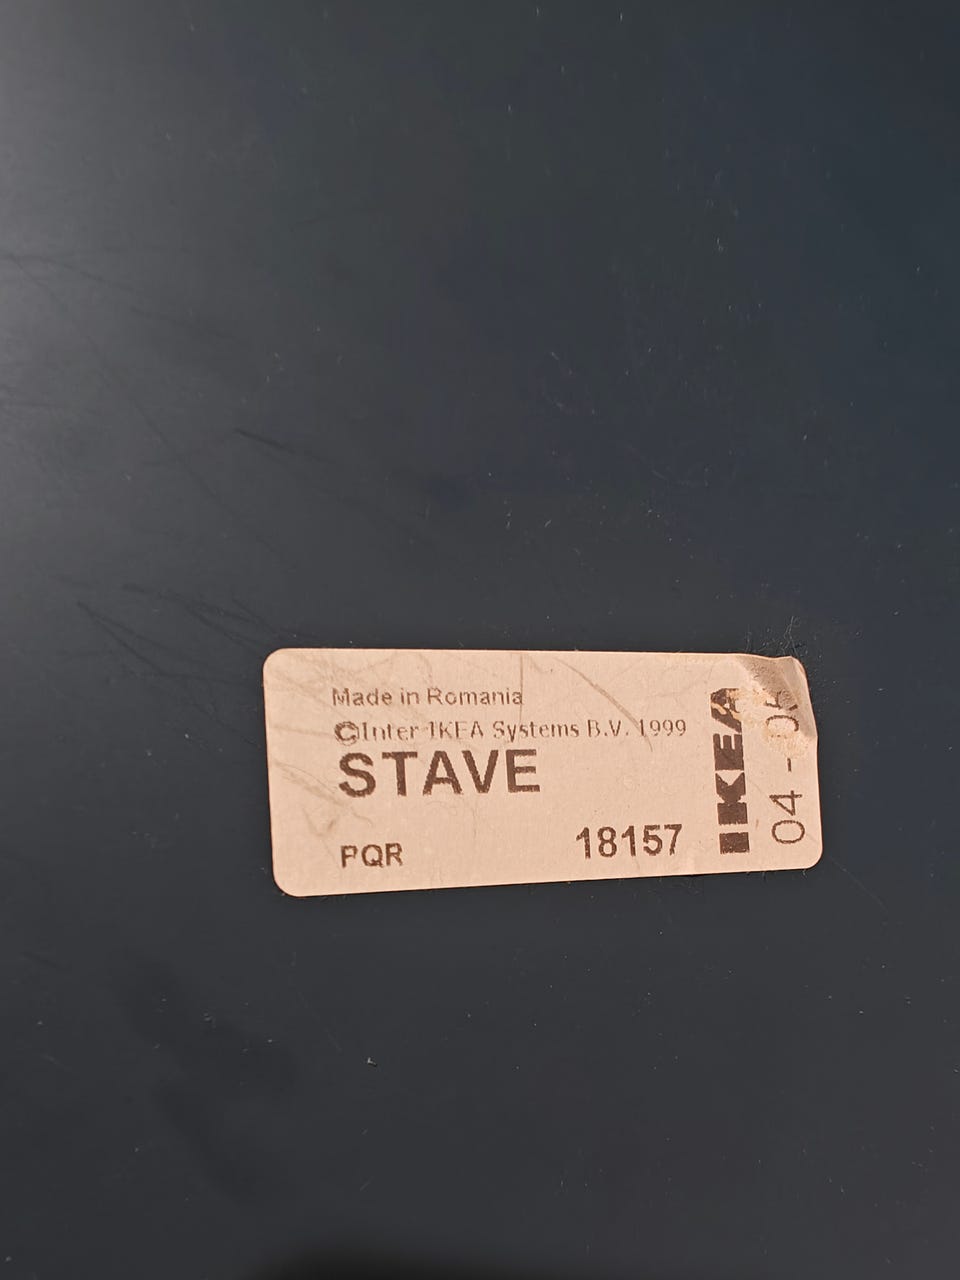 Made in Romania
©Inter IKEA Systems B.V. 1999
STAVE
PQR
18157
IKEA
04 -